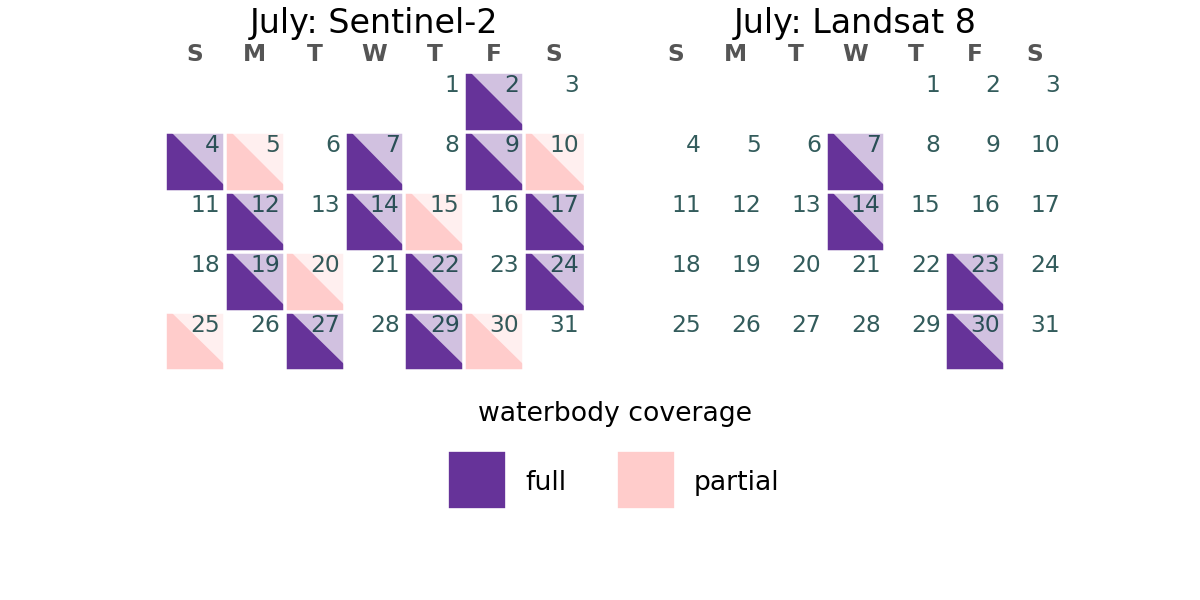 July: Sentinel-2
S M T W T F S
1 2 3
4 5 6 7 8 9 10
11 12 13 14 15 16 17
18 19 20 21 22 23 24
25 26 27 28 29 30 31
July: Landsat 8
S M T W T F S
1 2 3
4 5 6 7 8 9 10
11 12 13 14 15 16 17
18 19 20 21 22 23 24
25 26 27 28 29 30 31
waterbody coverage
full partial